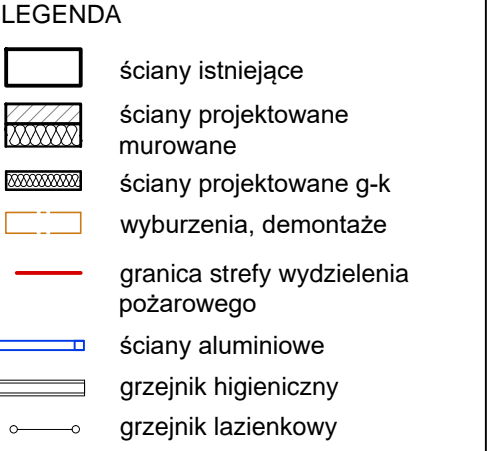 LEGENDA
ściany istniejące
ściany projektowane
murowane
ściany projektowane g-k
wyburzenia, demontaże
granica strefy wydzielenia
pożarowego
ściany aluminiowe
grzejnik higieniczny
grzejnik lazienkowy